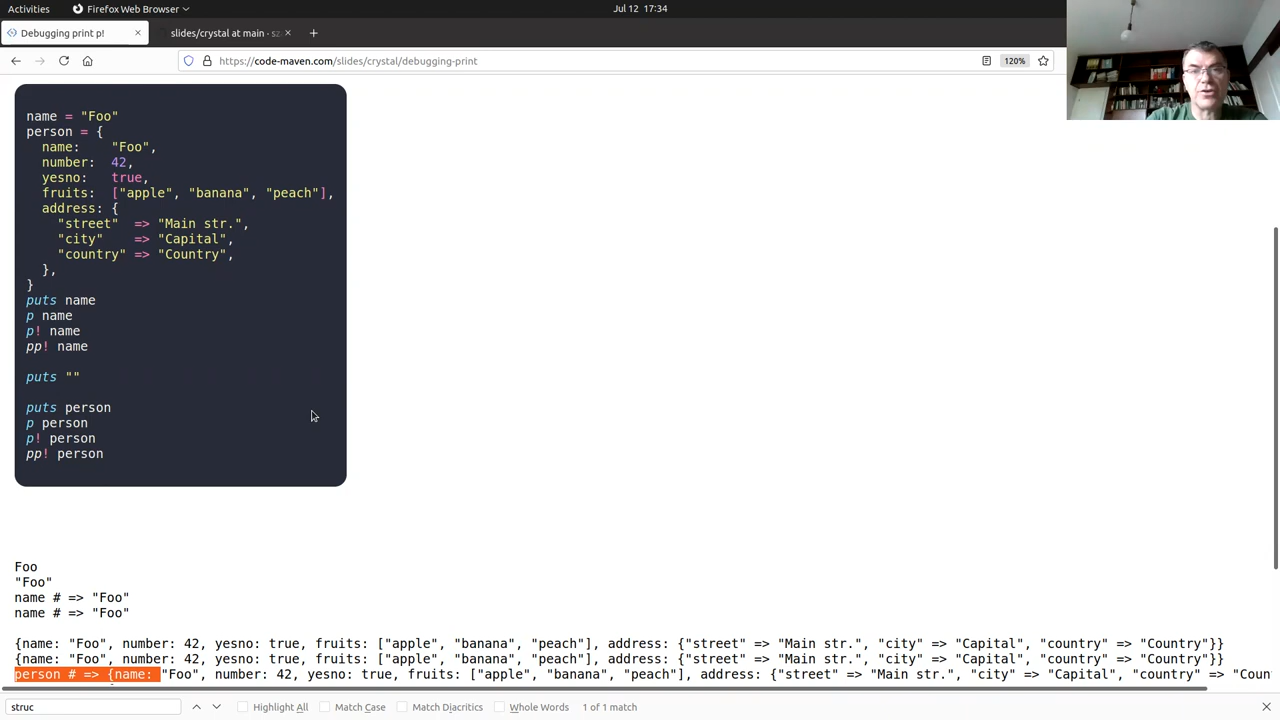 Activities
Firefox Web Browser
Jul 12 17:34
Debugging print p!
slides/crystal at main - sz
https://code-maven.com/slides/crystal/debugging-print
120%
name = "Foo"
person = {
  name:    "Foo",
  number:  42,
  yesno:   true,
  fruits:  ["apple", "banana", "peach"],
  address: {
    "street"  => "Main str.",
    "city"    => "Capital",
    "country" => "Country",
  },
}
puts name
p name
p! name
pp! name
puts ""
puts person
p person
p! person
pp! person
Foo
"Foo"
name # => "Foo"
name # => "Foo"
{name: "Foo", number: 42, yesno: true, fruits: ["apple", "banana", "peach"], address: {"street" => "Main str.", "city" => "Capital", "country" => "Country"}}
{name: "Foo", number: 42, yesno: true, fruits: ["apple", "banana", "peach"], address: {"street" => "Main str.", "city" => "Capital", "country" => "Country"}}
person # => {name: "Foo", number: 42, yesno: true, fruits: ["apple", "banana", "peach"], address: {"street" => "Main str.", "city" => "Capital", "country" => "Coun
struc
Highlight All
Match Case
Match Diacritics
Whole Words
1 of 1 match